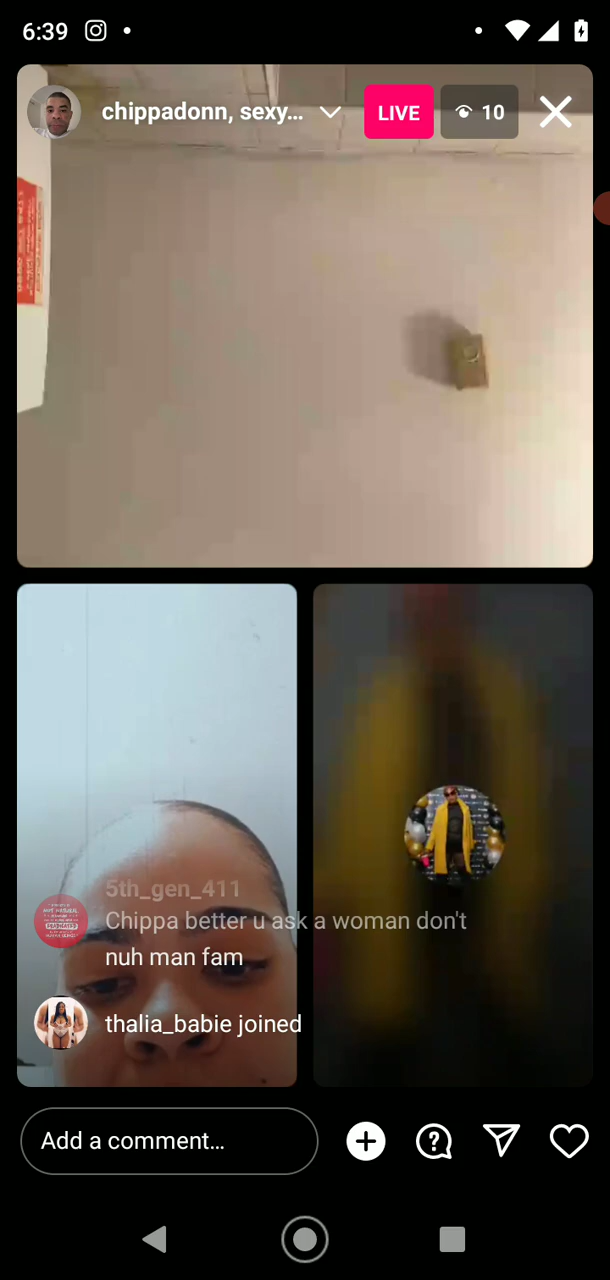 6:39
chippadonn, sexy...
LIVE
10
5th_gen_411
Chippa better u ask a woman don't
nuh man fam
thalia_babie joined
Add a comment...